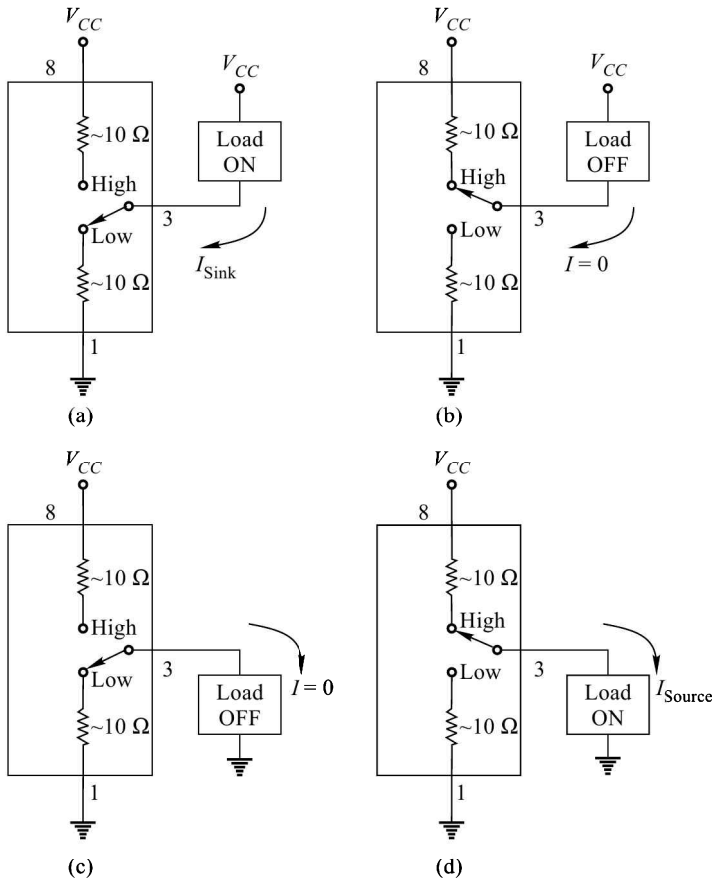 V_CC
8
V_CC
~10 Ω
Load
ON
High
3
Low
I_Sink
~10 Ω
1
(a)
V_CC
8
V_CC
~10 Ω
Load
OFF
High
3
Low
I = 0
~10 Ω
1
(b)
V_CC
8
~10 Ω
High
3
Low
I = 0
Load
OFF
~10 Ω
1
(c)
V_CC
8
~10 Ω
High
3
Low
I_Source
Load
ON
~10 Ω
1
(d)